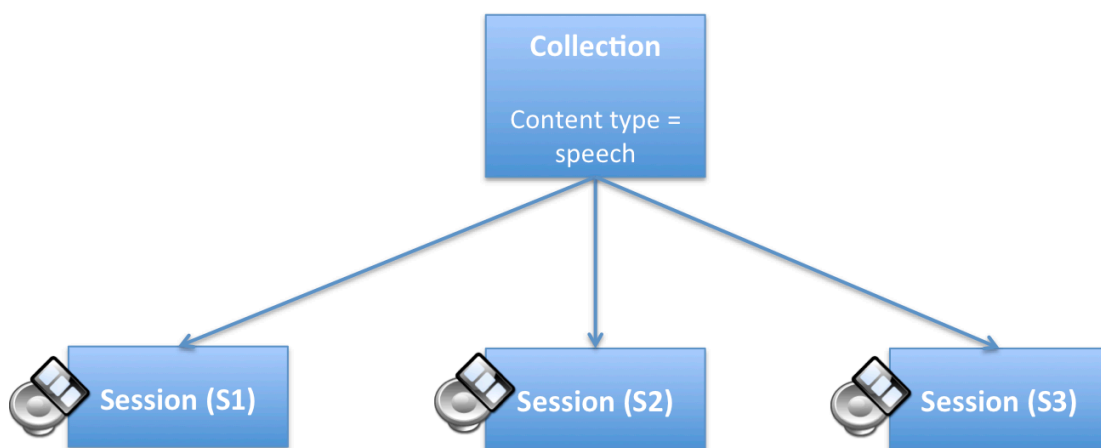 Collection
Content type =
speech
Session (S1)
Session (S2)
Session (S3)